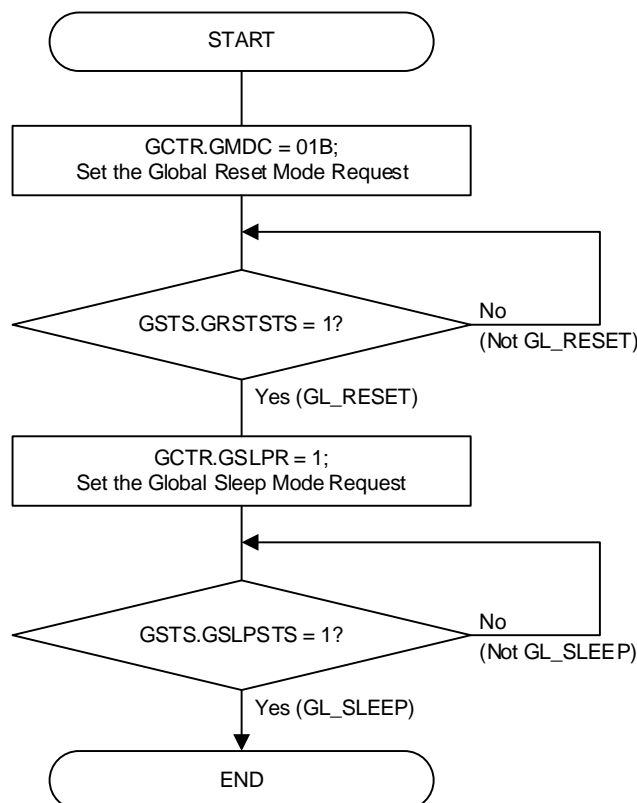 START
GCTR.GMDC = 01B;
Set the Global Reset Mode Request
GSTS.GRSTSTS = 1?
No
(Not GL_RESET)
Yes (GL_RESET)
GCTR.GSLPR = 1;
Set the Global Sleep Mode Request
GSTS.GSLPSTS = 1?
No
(Not GL_SLEEP)
Yes (GL_SLEEP)
END